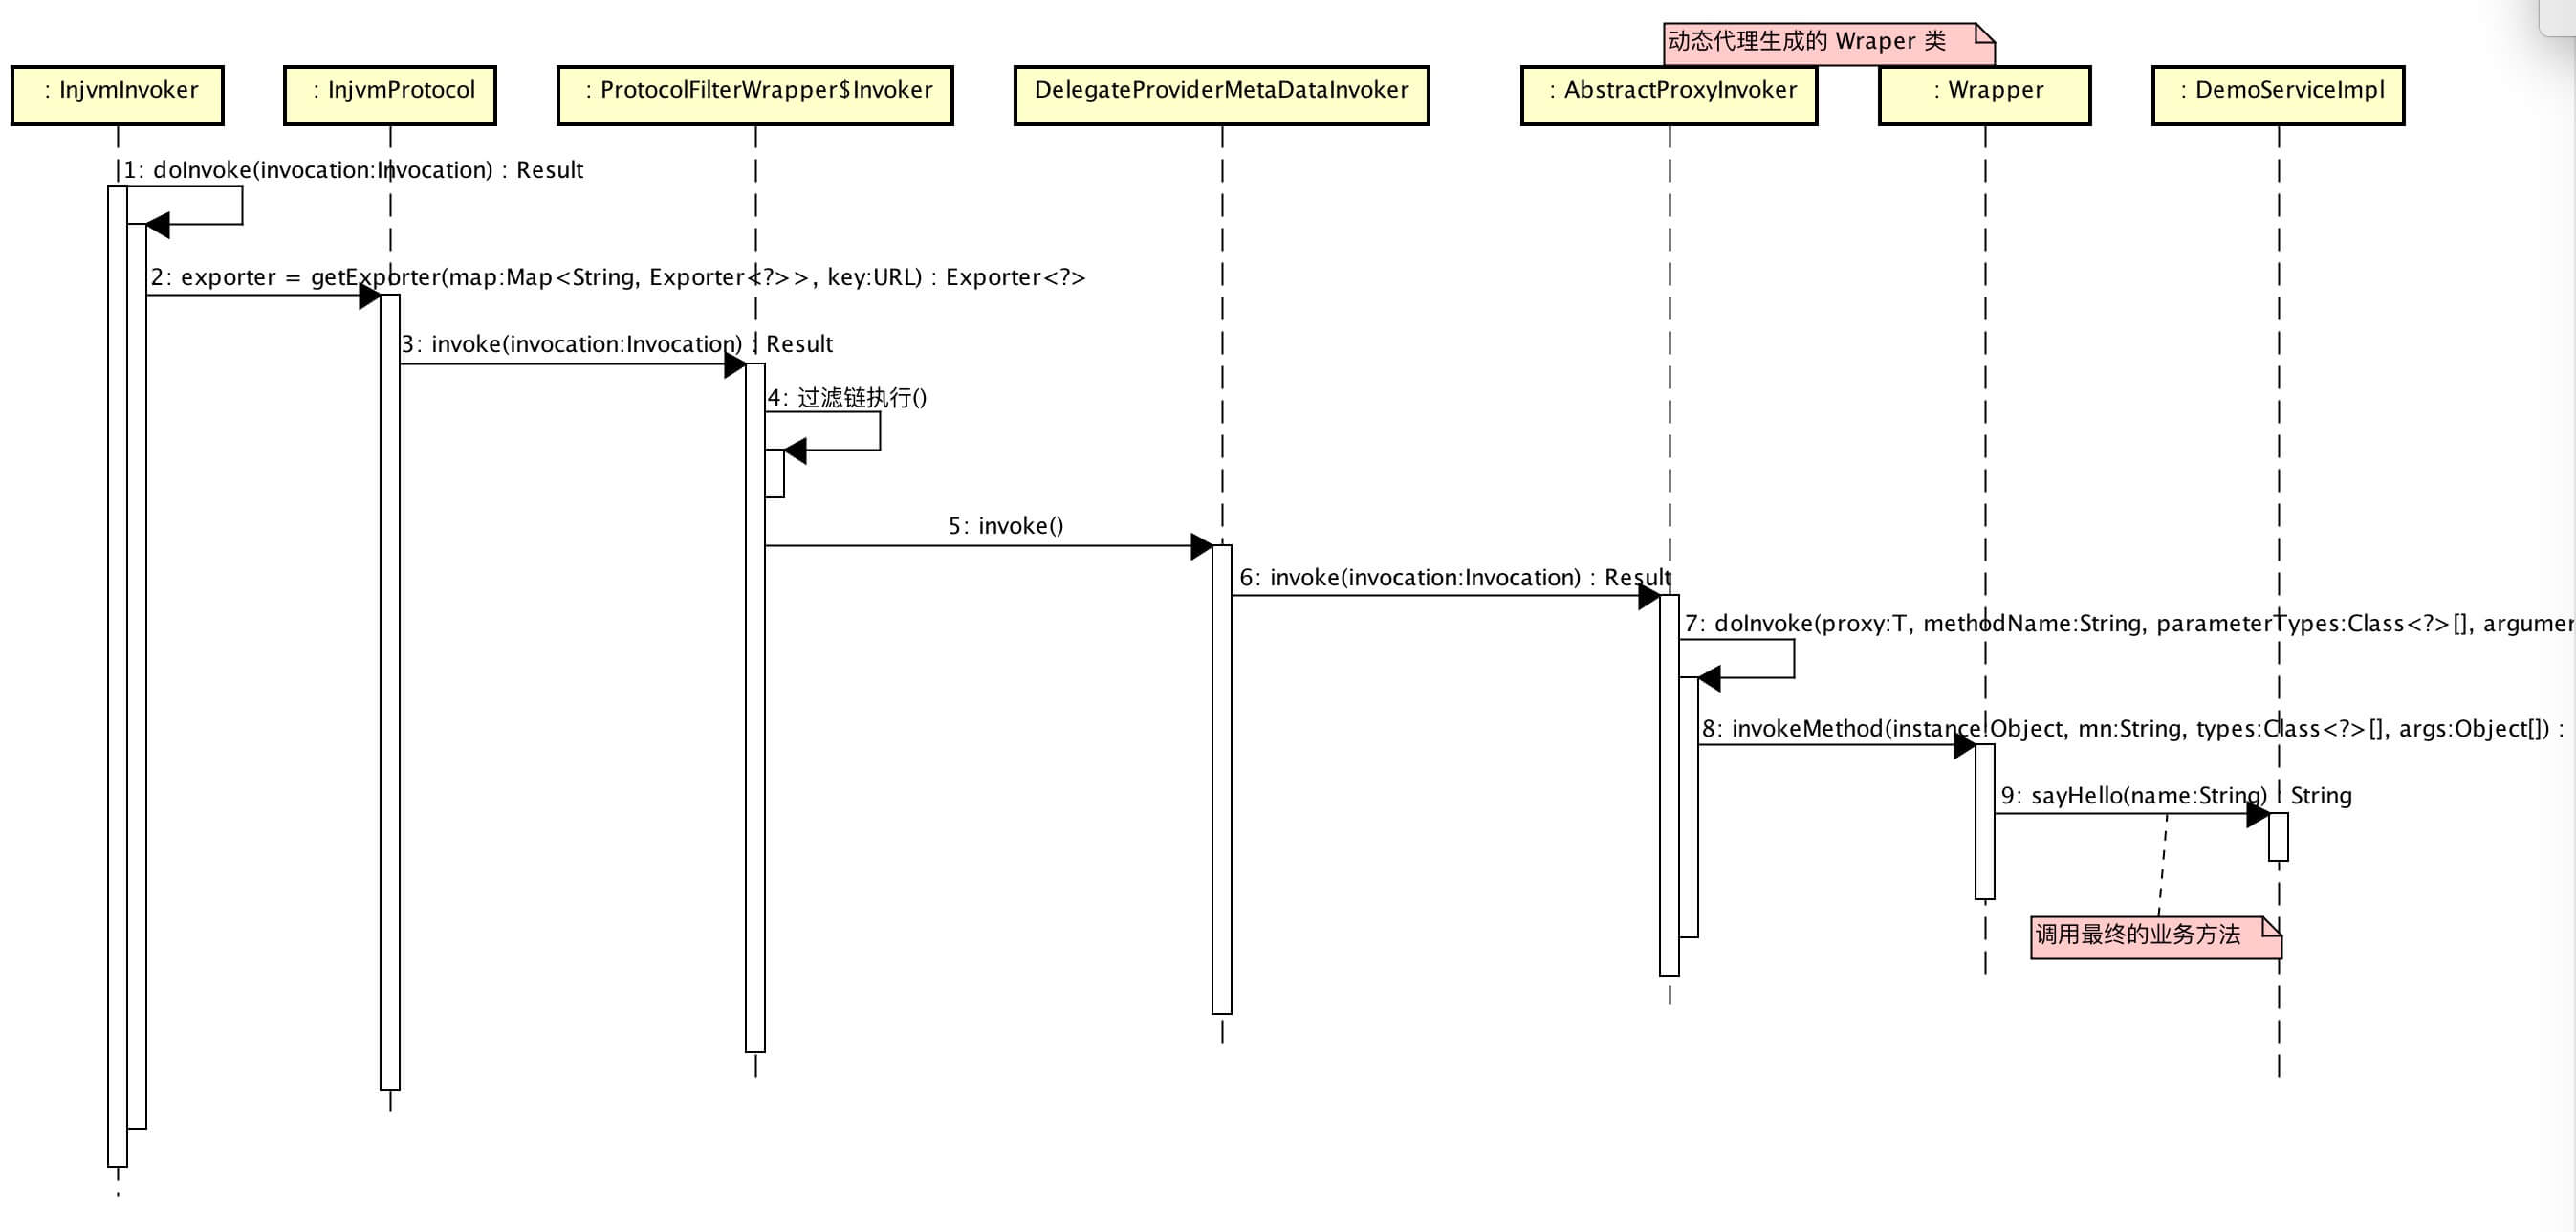 动态代理生成的 Wraper 类
: InjvmInvoker
: InjvmProtocol
: ProtocolFilterWrapper$Invoker
DelegateProviderMetaDataInvoker
: AbstractProxyInvoker
: Wrapper
: DemoServiceImpl
1: doInvoke(invocation:Invocation) : Result
2: exporter = getExporter(map:Map<String, Exporter<?>>, key:URL) : Exporter<?>
3: invoke(invocation:Invocation) : Result
4: 过滤链执行()
5: invoke()
6: invoke(invocation:Invocation) : Result
7: doInvoke(proxy:T, methodName:String, parameterTypes:Class<?>[],
8: invokeMethod(instance:Object, mn:String, types:Class<?>[], args:Object[]) :
9: sayHello(name:String) : String
调用最终的业务方法